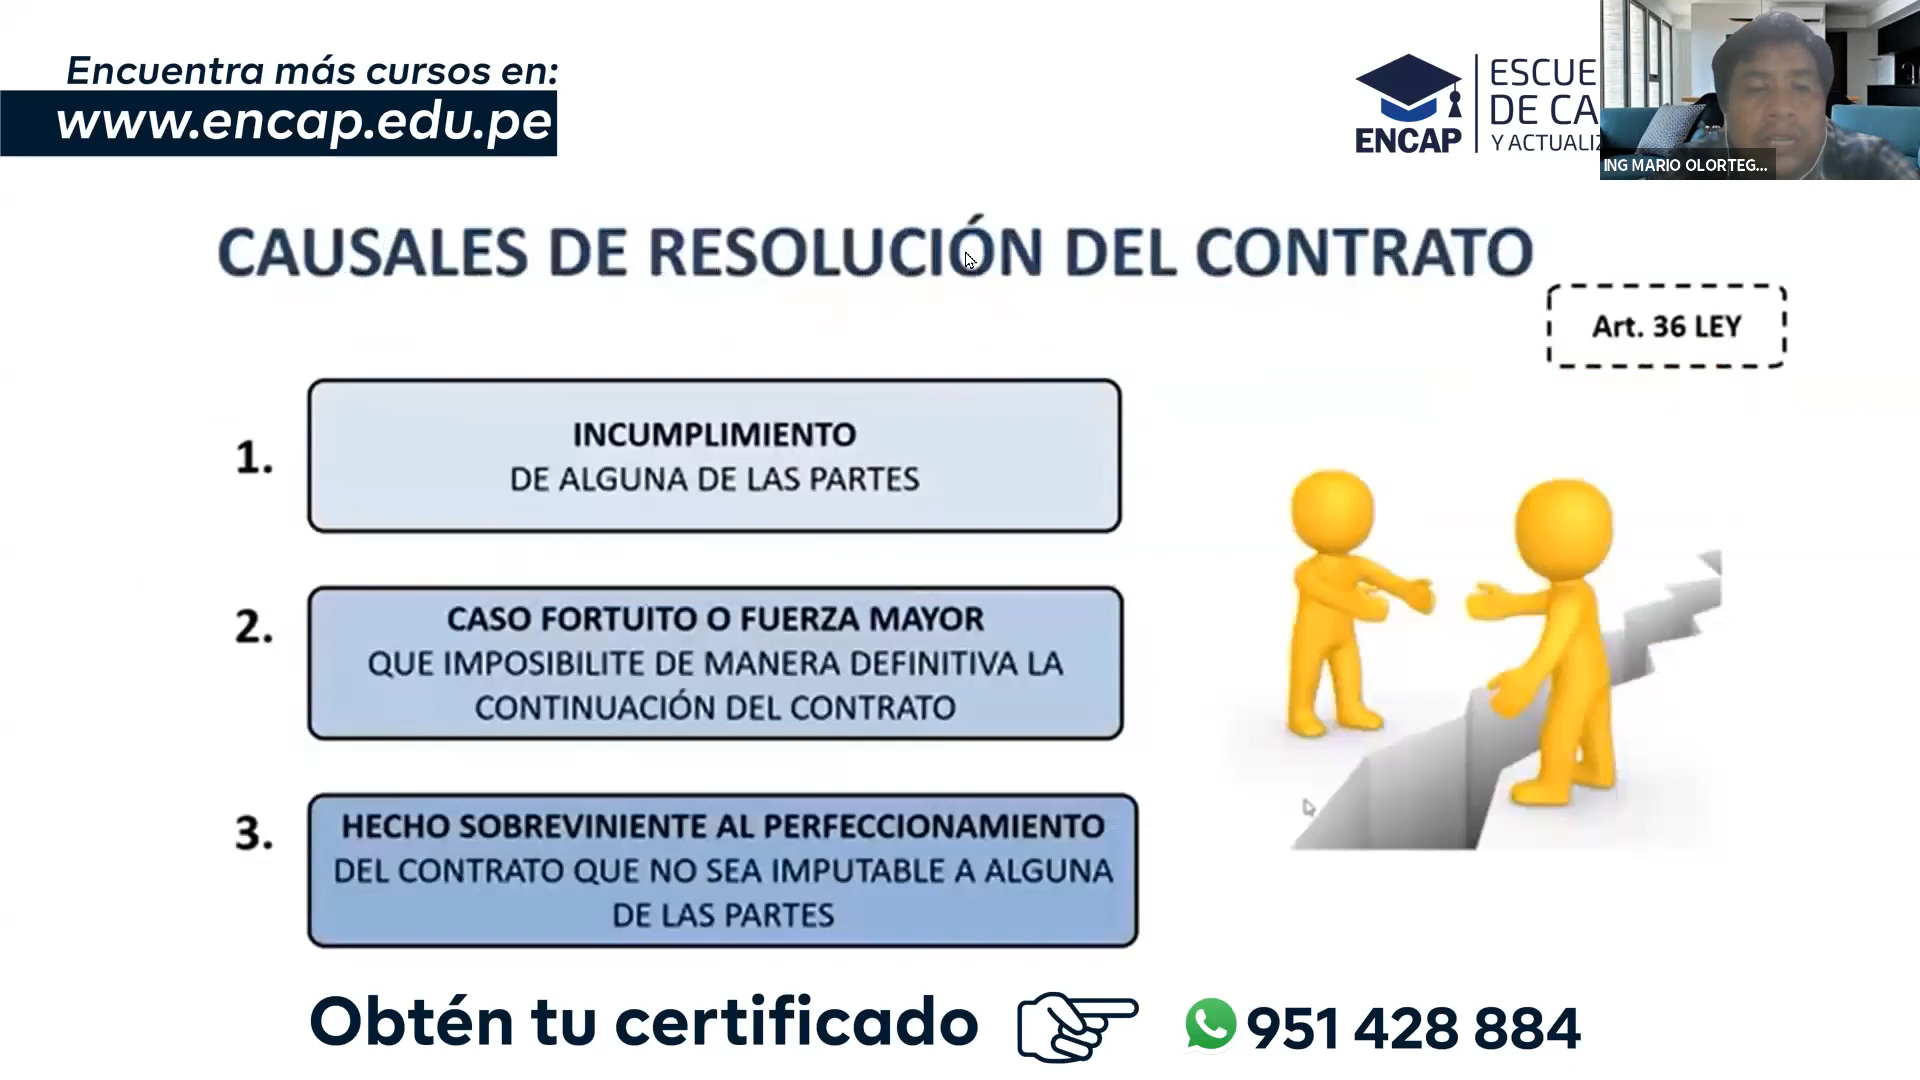 Encuentra más cursos en:
www.encap.edu.pe
ENCAP
ESCUE
DE CA
Y ACTUALIZ
ING MARIO OLORTEG...
CAUSALES DE RESOLUCIÓN DEL CONTRATO
Art. 36 LEY
1.
INCUMPLIMIENTO
DE ALGUNA DE LAS PARTES
2.
CASO FORTUITO O FUERZA MAYOR
QUE IMPOSIBILITE DE MANERA DEFINITIVA LA
CONTINUACIÓN DEL CONTRATO
3.
HECHO SOBREVINIENTE AL PERFECCIONAMIENTO
DEL CONTRATO QUE NO SEA IMPUTABLE A ALGUNA
DE LAS PARTES
Obtén tu certificado
951 428 884